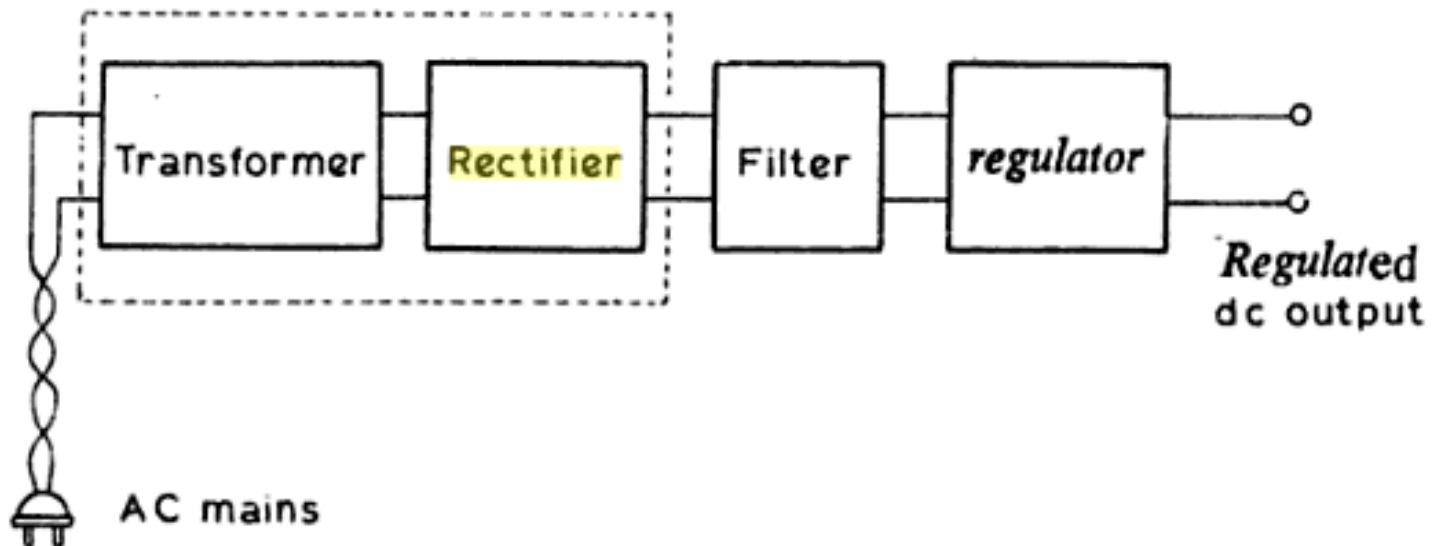 Transformer
Rectifier
Filter
regulator
Regulated
dc output
AC mains